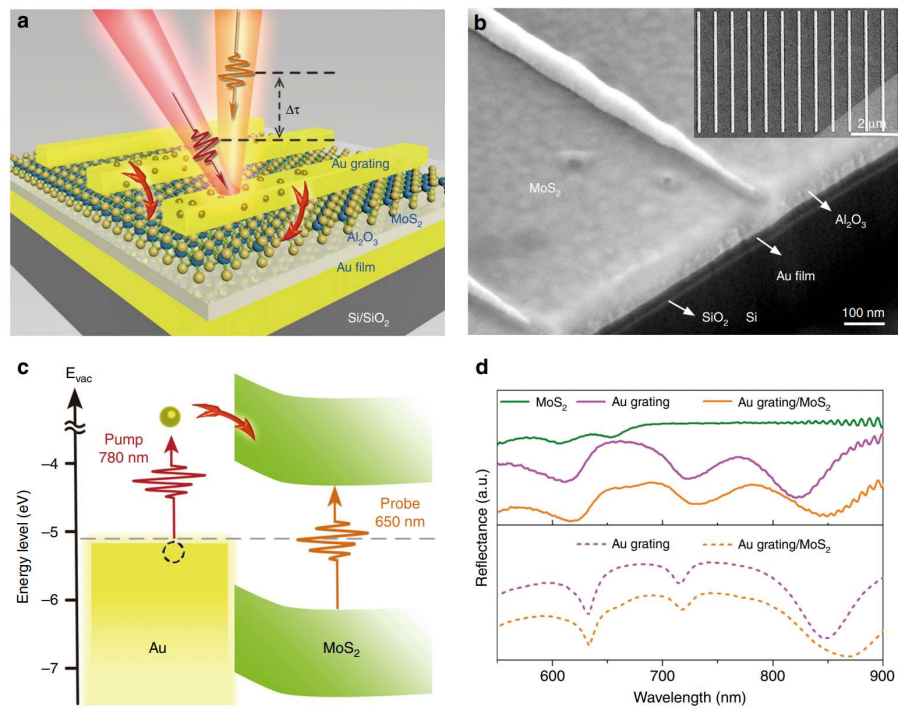 a
Δτ
Au grating
MoS₂
Al₂O₃
Au film
Si/SiO₂
b
2 μm
MoS₂
Al₂O₃
Au film
SiO₂ Si
100 nm
c
Evac
Pump
780 nm
Probe
650 nm
−4
−5
−6
−7
Energy level (eV)
Au
MoS₂
d
MoS₂ Au grating Au grating/MoS₂
Au grating Au grating/MoS₂
Reflectance (a.u.)
600 700 800 900
Wavelength (nm)